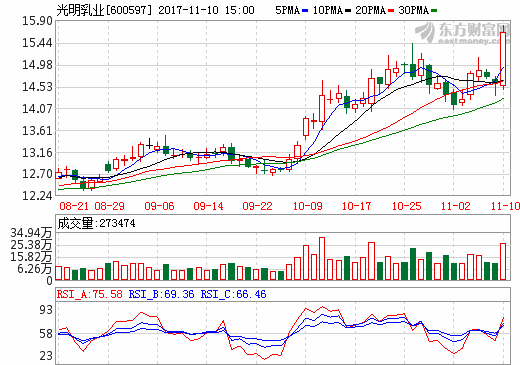 光明乳业[600597] 2017-11-10 15:00 5PMA 10PMA 20PMA 30PMA
东方财富网
eastmoney.com
15.90
15.44
14.98
14.53
14.07
13.61
13.16
12.70
12.24
08-21 08-29 09-06 09-14 09-22 10-09 10-17 10-25 11-02 11-10
成交量:273474
34.94万
25.38万
15.82万
6.26万
0
RSI_A:75.58 RSI_B:69.36 RSI_C:66.46
93
58
23